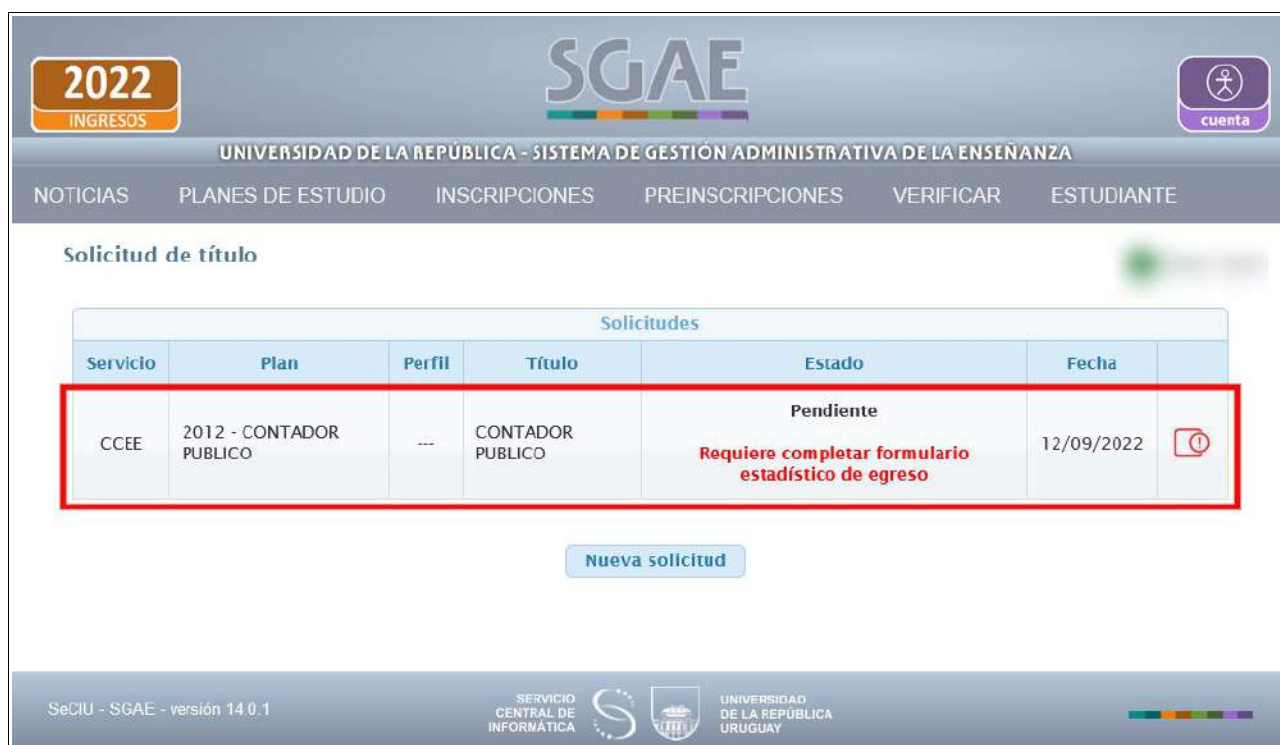 2022
INGRESOS
SGAE
cuenta
UNIVERSIDAD DE LA REPÚBLICA - SISTEMA DE GESTIÓN ADMINISTRATIVA DE LA ENSEÑANZA
NOTICIAS PLANES DE ESTUDIO INSCRIPCIONES PREINSCRIPCIONES VERIFICAR ESTUDIANTE
Solicitud de título
Solicitudes
Servicio Plan Perfil Título Estado Fecha
CCEE 2012 - CONTADOR PUBLICO --- CONTADOR PUBLICO Pendiente 12/09/2022
Requiere completar formulario
estadístico de egreso
Nueva solicitud
SeCIU - SGAE - versión 14.0.1
SERVICIO
CENTRAL DE
INFORMÁTICA
UNIVERSIDAD
DE LA REPÚBLICA
URUGUAY